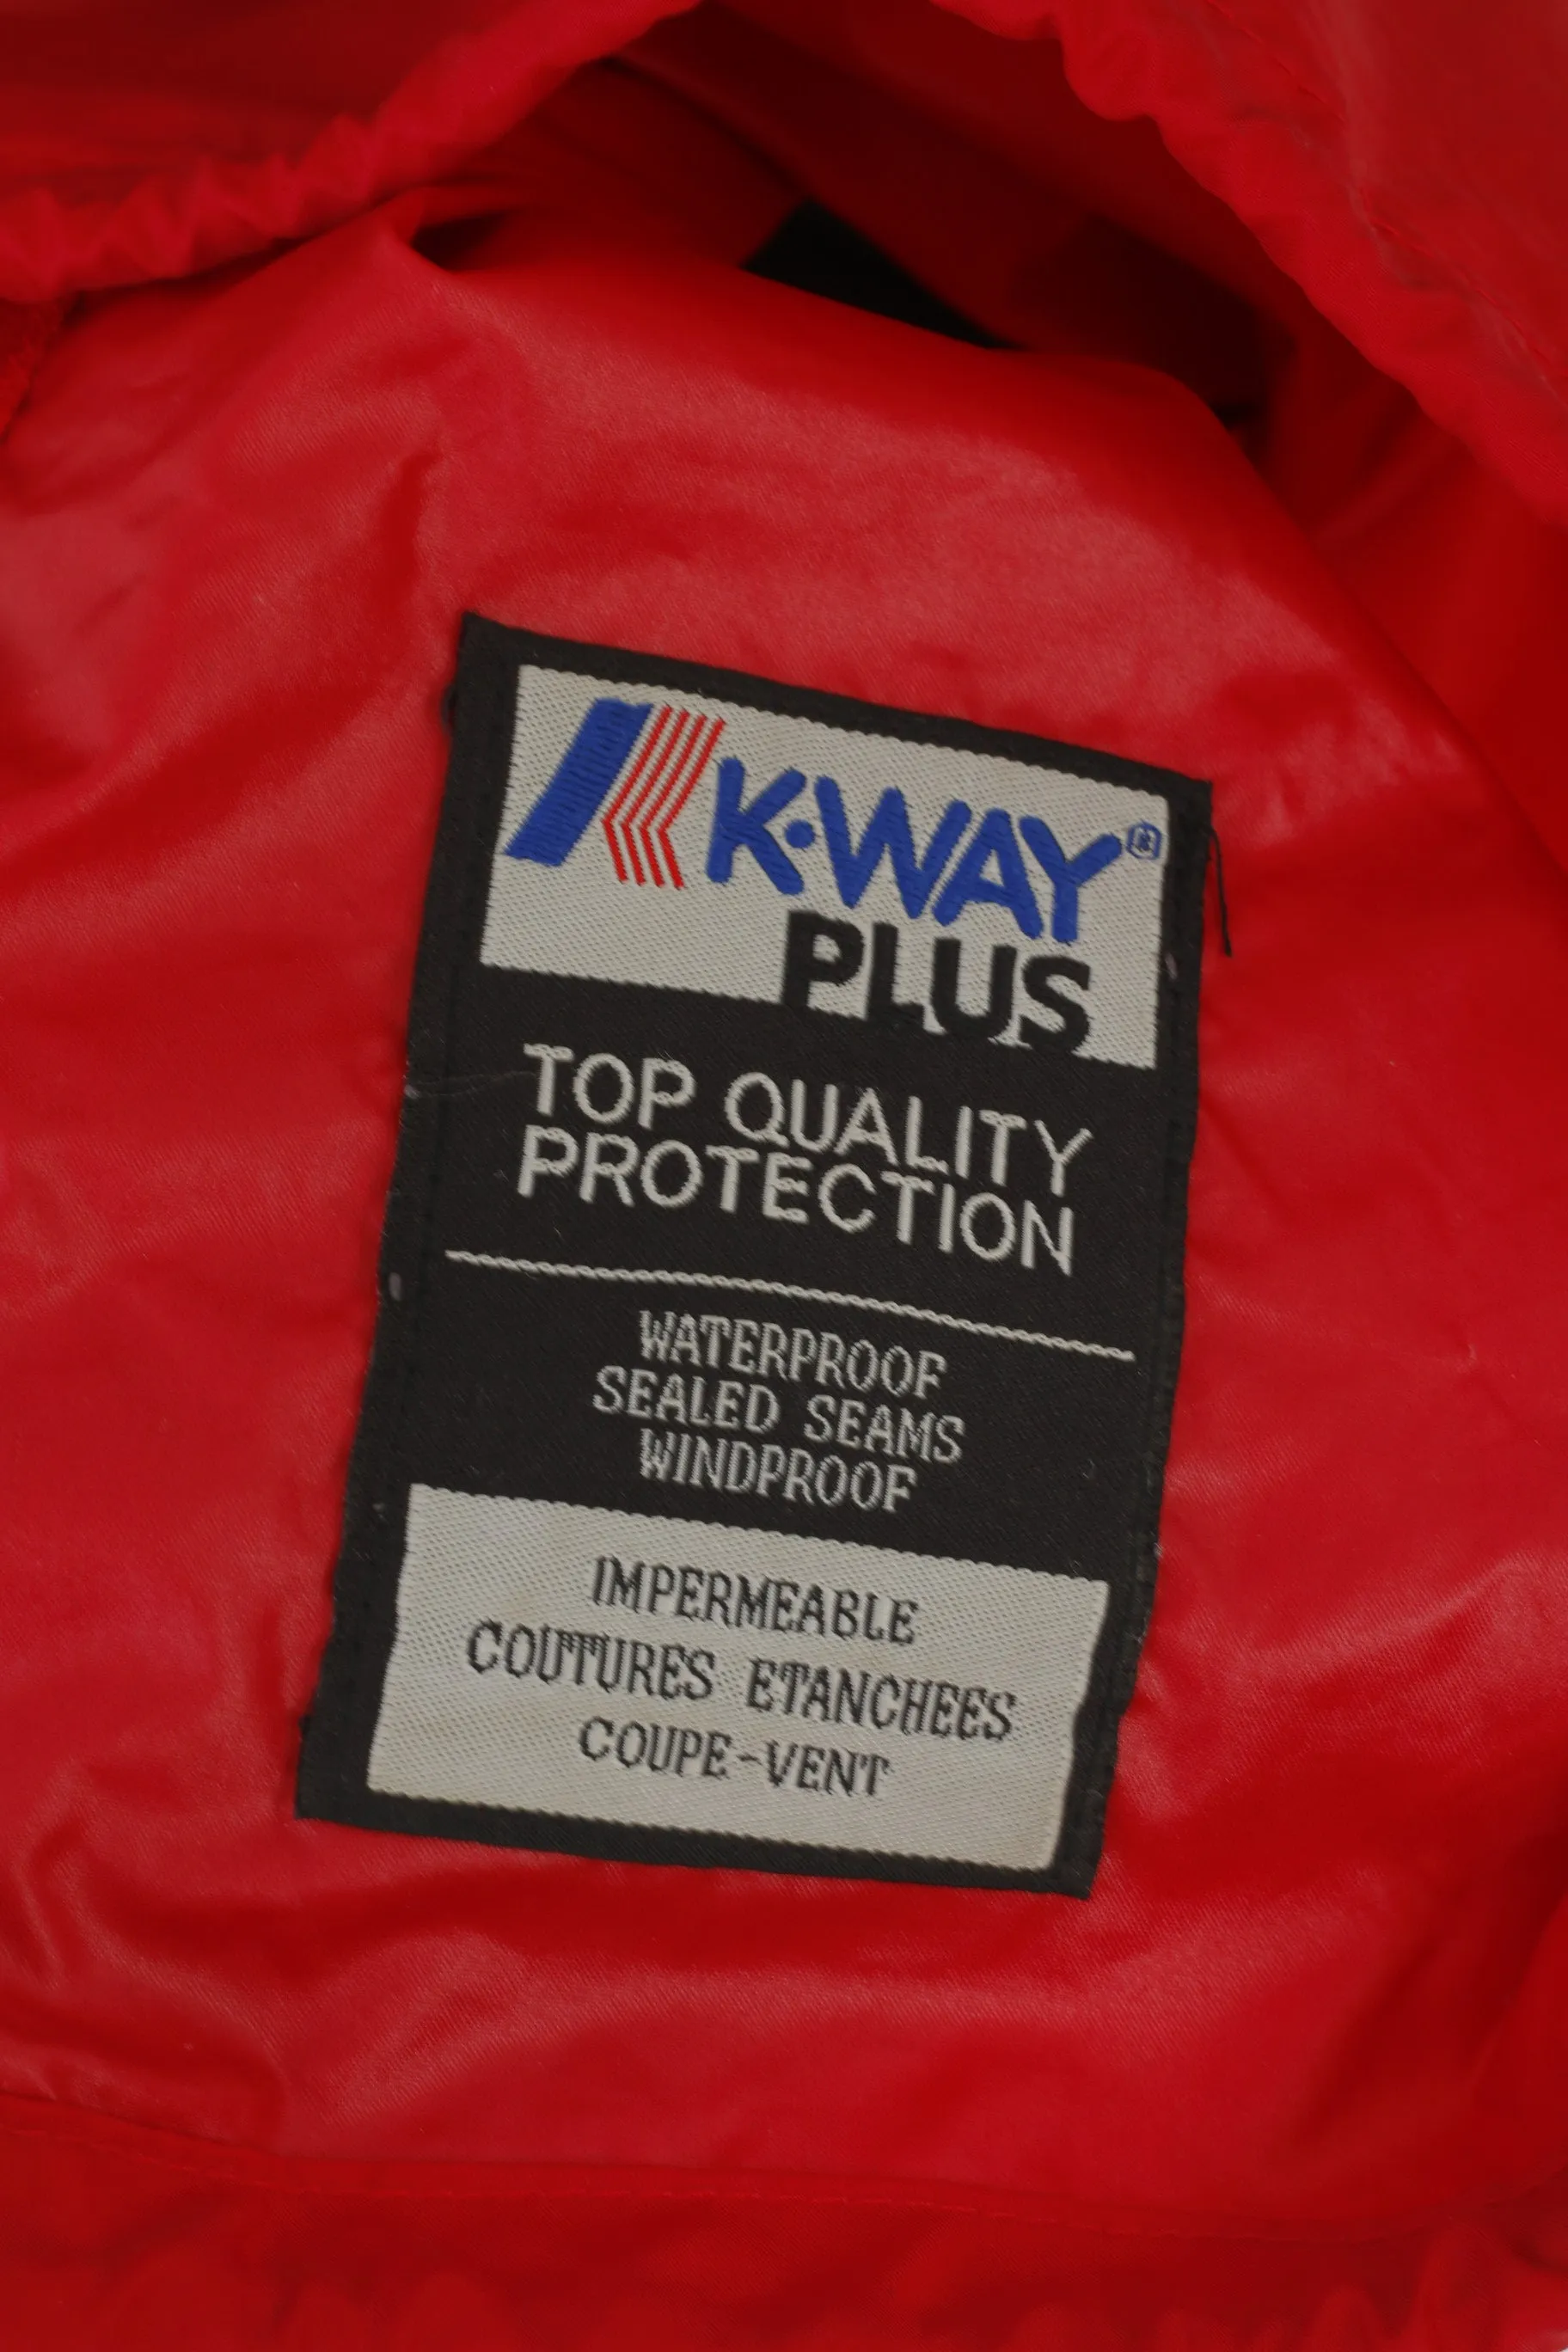 K·WAY®
PLUS
TOP QUALITY
PROTECTION
WATERPROOF
SEALED SEAMS
WINDPROOF
IMPERMEABLE
COUTURES ETANCHEES
COUPE-VENT